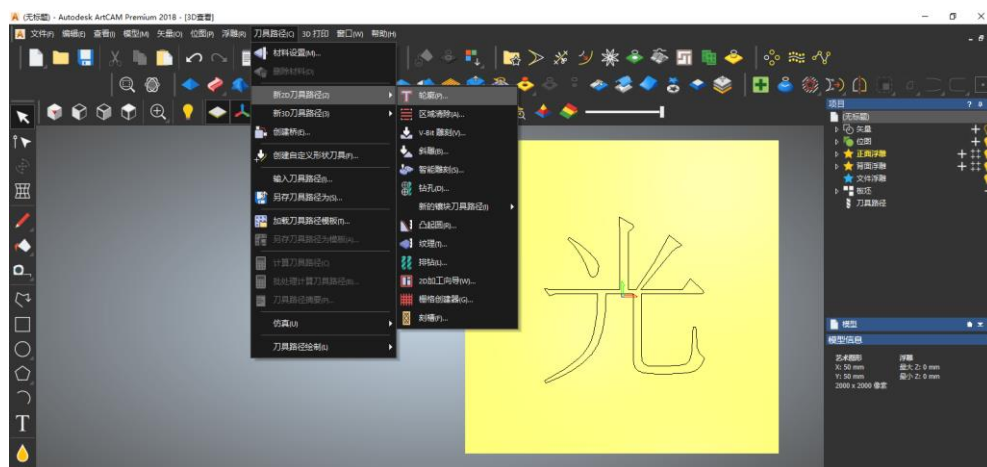 (无标题) - Autodesk ArtCAM Premium 2018 - [3D查看]
文件(F) 编辑(E) 查看(I) 模型(M) 矢量(O) 位图(P) 浮雕(R) 刀具路径(C) 3D 打印 窗口(W) 帮助(H)
材料设置(M)...
删除材料(D)
新2D刀具路径(2)
新3D刀具路径(3)
创建桥(E)...
创建自定义形状刀具(F)...
输入刀具路径(I)...
另存刀具路径为(S)...
加载刀具路径模板(T)...
另存刀具路径为模板(A)...
计算刀具路径(C)
批处理计算刀具路径(B)...
刀具路径摘要(P)...
仿真(U)
刀具路径绘制(L)
轮廓(P)...
区域清除(A)...
V-Bit 雕刻(V)...
斜雕(B)...
智能雕刻(S)...
钻孔(D)...
新的镶块刀具路径(I)
凸起圆(R)...
纹理(T)...
排钻(L)...
2D加工向导(W)...
栅格创建器(G)...
刻槽(F)...
光
项目
(无标题)
矢量
位图
正面浮雕
背面浮雕
文件浮雕
板坯
刀具路径
模型
模型信息
艺术图形 浮雕
X: 50 mm 最大 Z: 0 mm
Y: 50 mm 最小 Z: 0 mm
2000 x 2000 像素